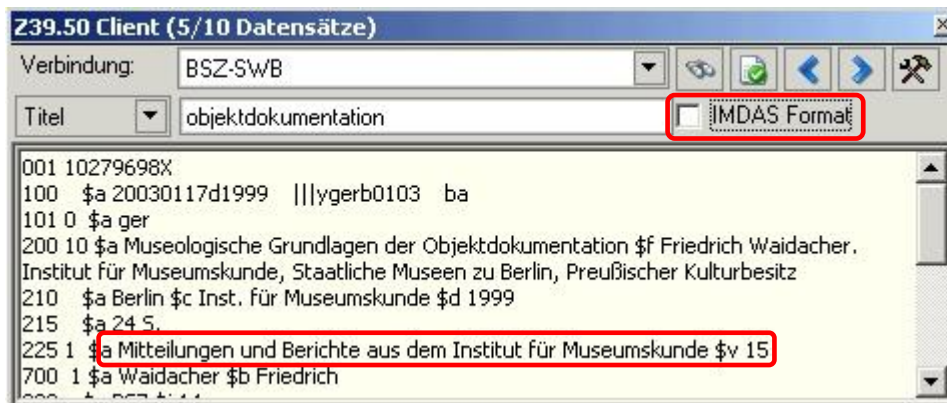 Z39.50 Client (5/10 Datensätze)
Verbindung: BSZ-SWB
Titel objektdokumentation IMDAS Format
001 10279698X
100 $a 20030117d1999 |||ygerb0103 ba
101 0 $a ger
200 10 $a Museologische Grundlagen der Objektdokumentation $f Friedrich Waidacher.
Institut für Museumskunde, Staatliche Museen zu Berlin, Preußischer Kulturbesitz
210 $a Berlin $c Inst. für Museumskunde $d 1999
215 $a 24 S.
225 1 $a Mitteilungen und Berichte aus dem Institut für Museumskunde $v 15
700 1 $a Waidacher $b Friedrich